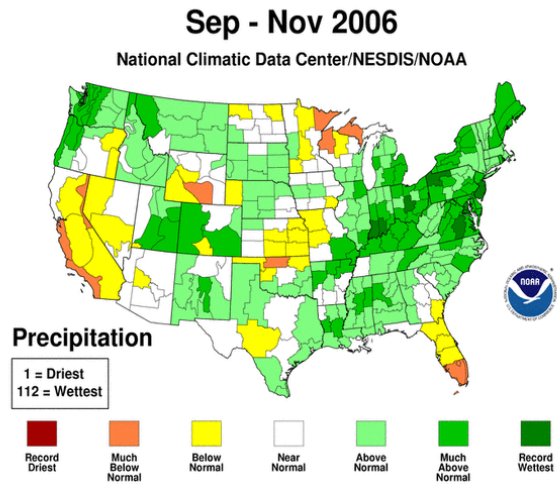 Sep - Nov 2006
National Climatic Data Center/NESDIS/NOAA
NOAA
Precipitation
1 = Driest
112 = Wettest
Record
Driest
Much
Below
Normal
Below
Normal
Near
Normal
Above
Normal
Much
Above
Normal
Record
Wettest